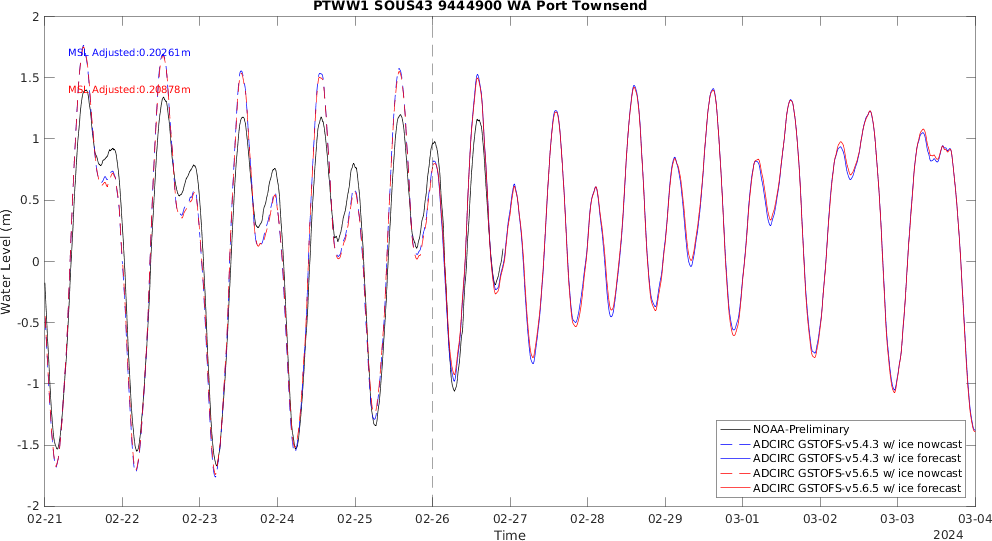 PTWW1 SOUS43 9444900 WA Port Townsend
2
1.5
1
0.5
0
-0.5
-1
-1.5
-2
Water Level (m)
MSL Adjusted:0.20261m
MSL Adjusted:0.20878m
NOAA-Preliminary
ADCIRC GSTOFS-v5.4.3 w/ ice nowcast
ADCIRC GSTOFS-v5.4.3 w/ ice forecast
ADCIRC GSTOFS-v5.6.5 w/ ice nowcast
ADCIRC GSTOFS-v5.6.5 w/ ice forecast
02-21 02-22 02-23 02-24 02-25 02-26 02-27 02-28 02-29 03-01 03-02 03-03 03-04
Time
2024